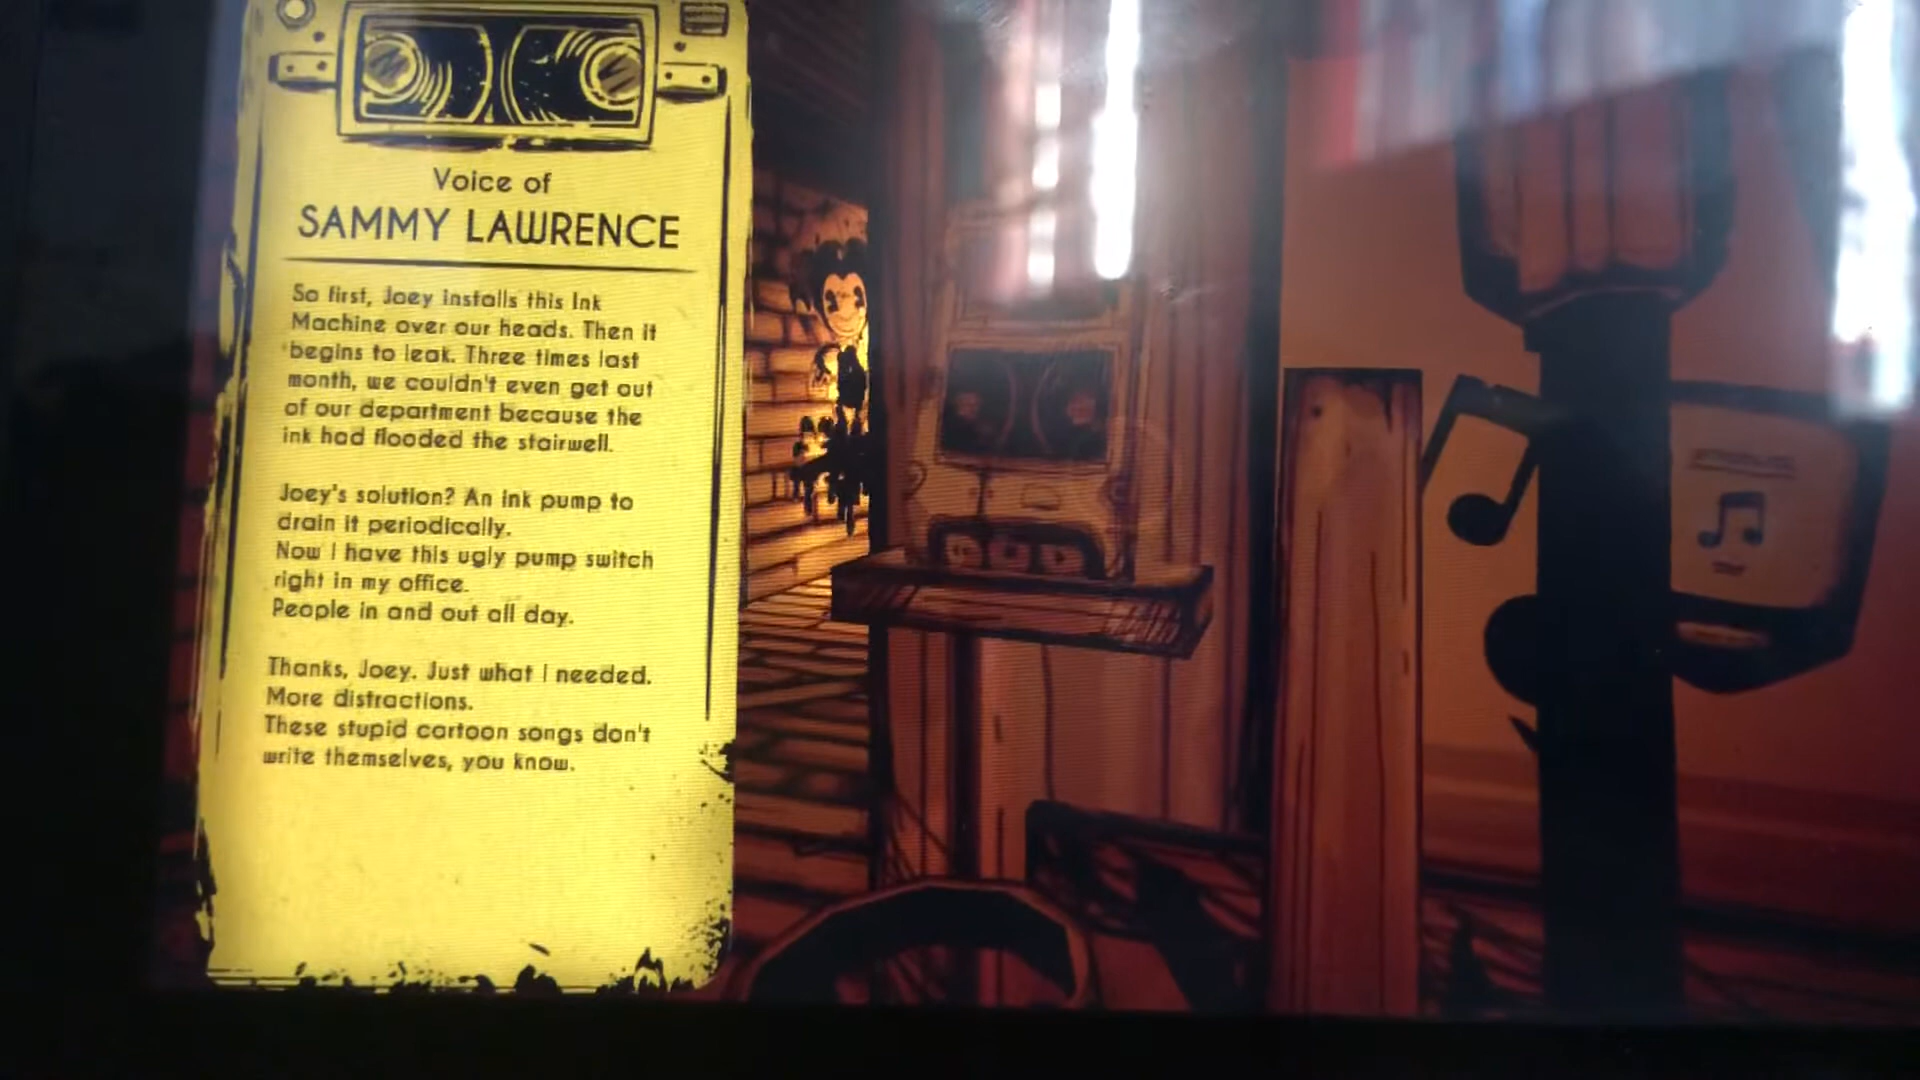 Voice of
SAMMY LAWRENCE
So first, Joey installs this Ink
Machine over our heads. Then it
begins to leak. Three times last
month, we couldn't even get out
of our department because the
ink had flooded the stairwell.
Joey's solution? An ink pump to
drain it periodically.
Now I have this ugly pump switch
right in my office.
People in and out all day.
Thanks, Joey. Just what I needed.
More distractions.
These stupid cartoon songs don't
write themselves, you know.